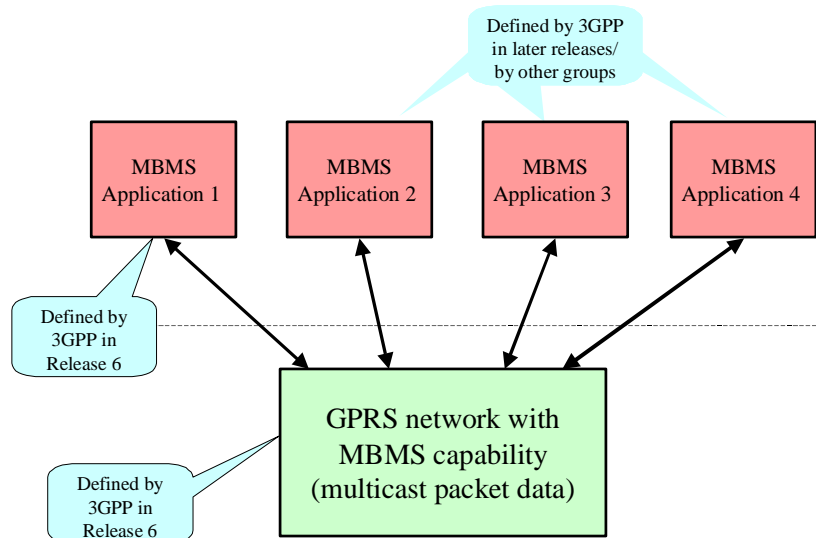 Defined by 3GPP
in later releases/
by other groups
MBMS
Application 1
MBMS
Application 2
MBMS
Application 3
MBMS
Application 4
Defined by
3GPP in
Release 6
GPRS network with
MBMS capability
(multicast packet data)
Defined by
3GPP in
Release 6